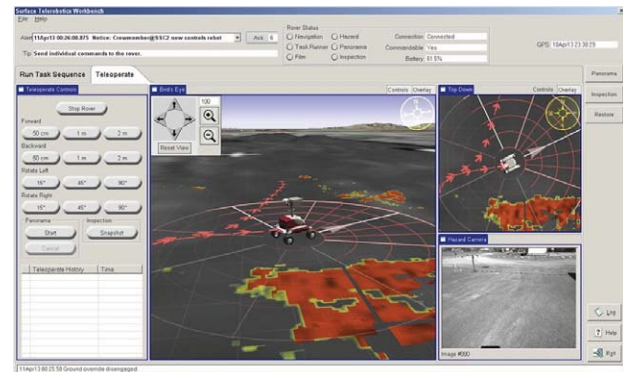 Surface Telerobotics Workbench
File Help
Alert 11Apr13 00:26:08.875 Notice: Crewmember@SSC2 now controls robot
Ack 6
Tip Send individual commands to the rover.
Rover Status
Navigation Hazard
Task Runner Panorama
Film Inspection
Connection Connected
Commandable Yes
Battery 81.5%
GPS
Run Task Sequence Teleoperate
Panorama
Inspection
Restore
Teleoperate Controls
Stop Rover
Forward
50 cm 1 m 2 m
Backward
50 cm 1 m 2 m
Rotate Left
15° 45° 90°
Rotate Right
15° 45° 90°
Panorama
Start
Cancel
Inspection
Snapshot
Teleoperate History Time
Bird's Eye
Controls Overlay
100
Reset View
Top Down
Controls Overlay
Hazard Camera
Image #000
Log
Help
Exit
11Apr13 00:25:58 Ground override disengaged